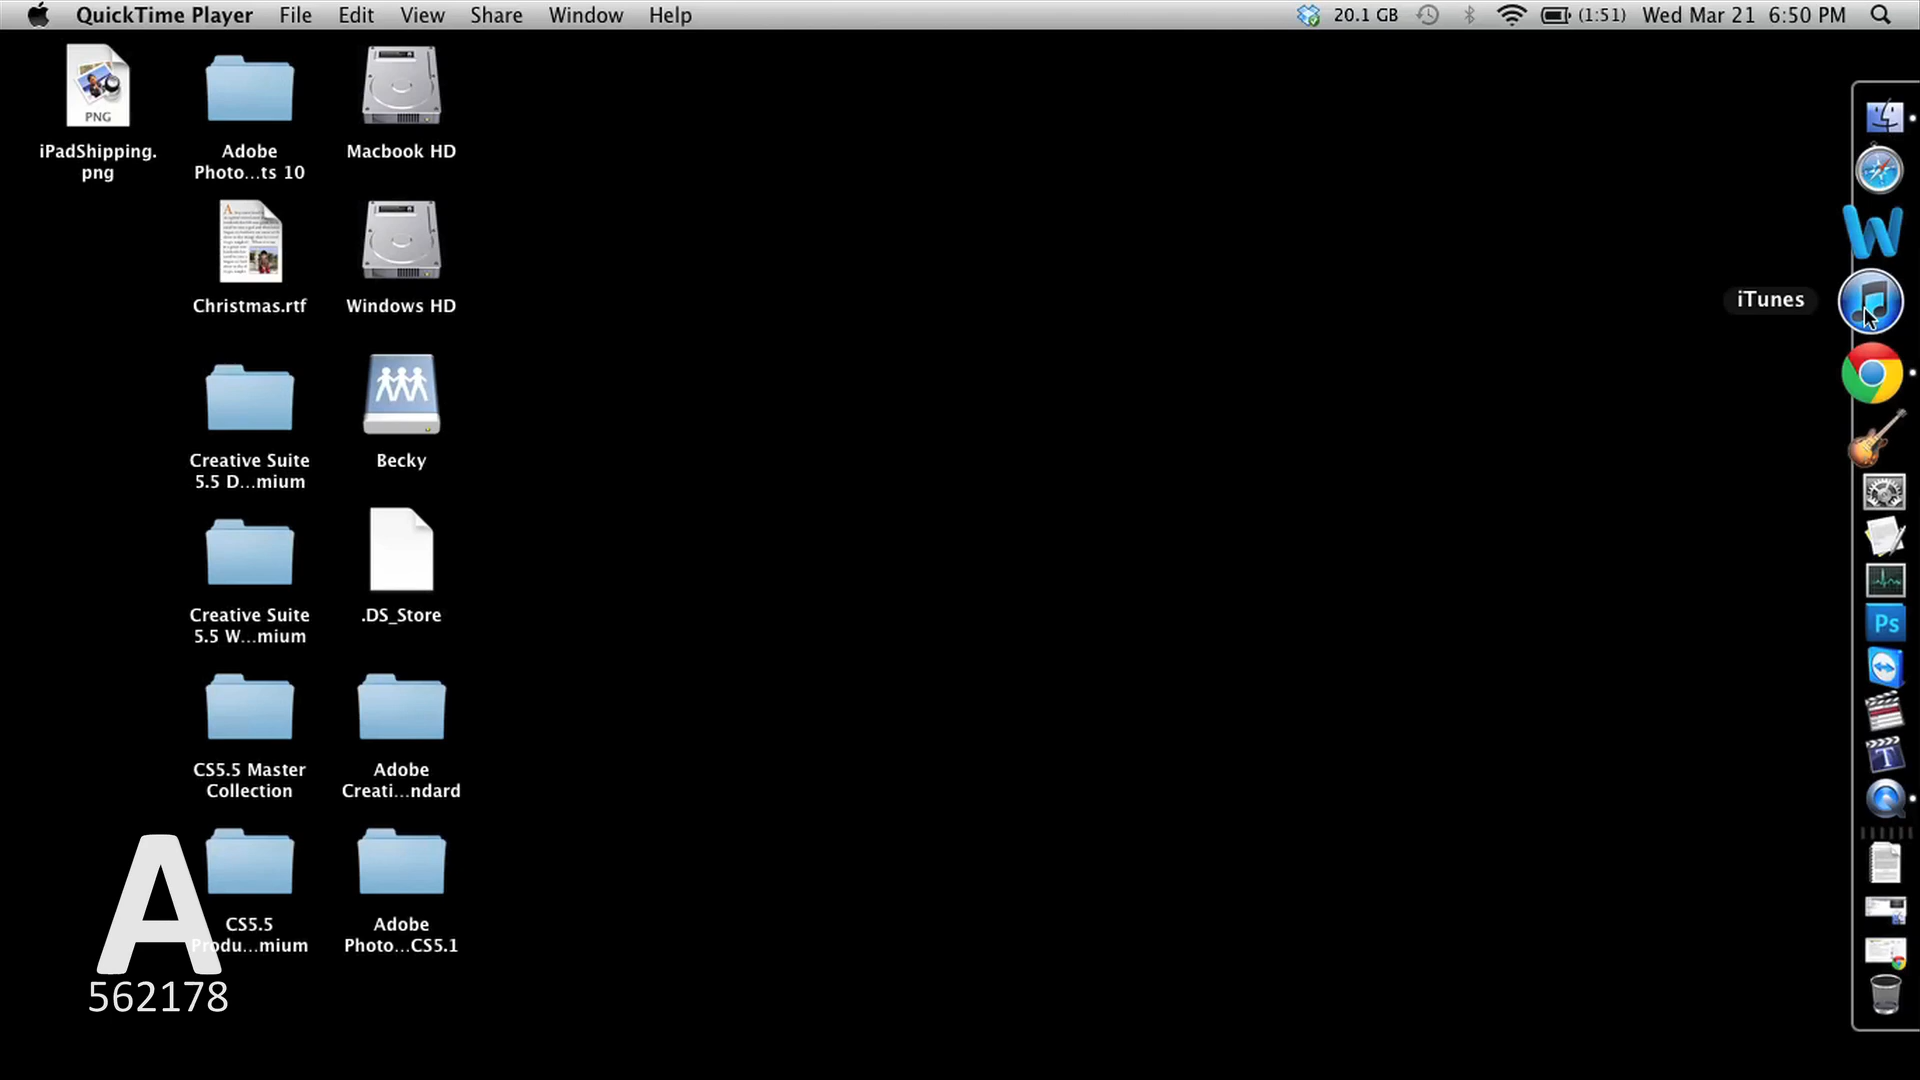 QuickTime Player File Edit View Share Window Help 20.1 GB (1:51) Wed Mar 21 6:50 PM
PNG
iPadShipping.
png
Adobe
Photo...ts 10
Macbook HD
Christmas.rtf
Windows HD
iTunes
W
Creative Suite
5.5 D...mium
Becky
Creative Suite
5.5 W...mium
.DS_Store
Ps
T
CS5.5 Master
Collection
Adobe
Creati...ndard
CS5.5
Produ...mium
Adobe
Photo...CS5.1
A
562178